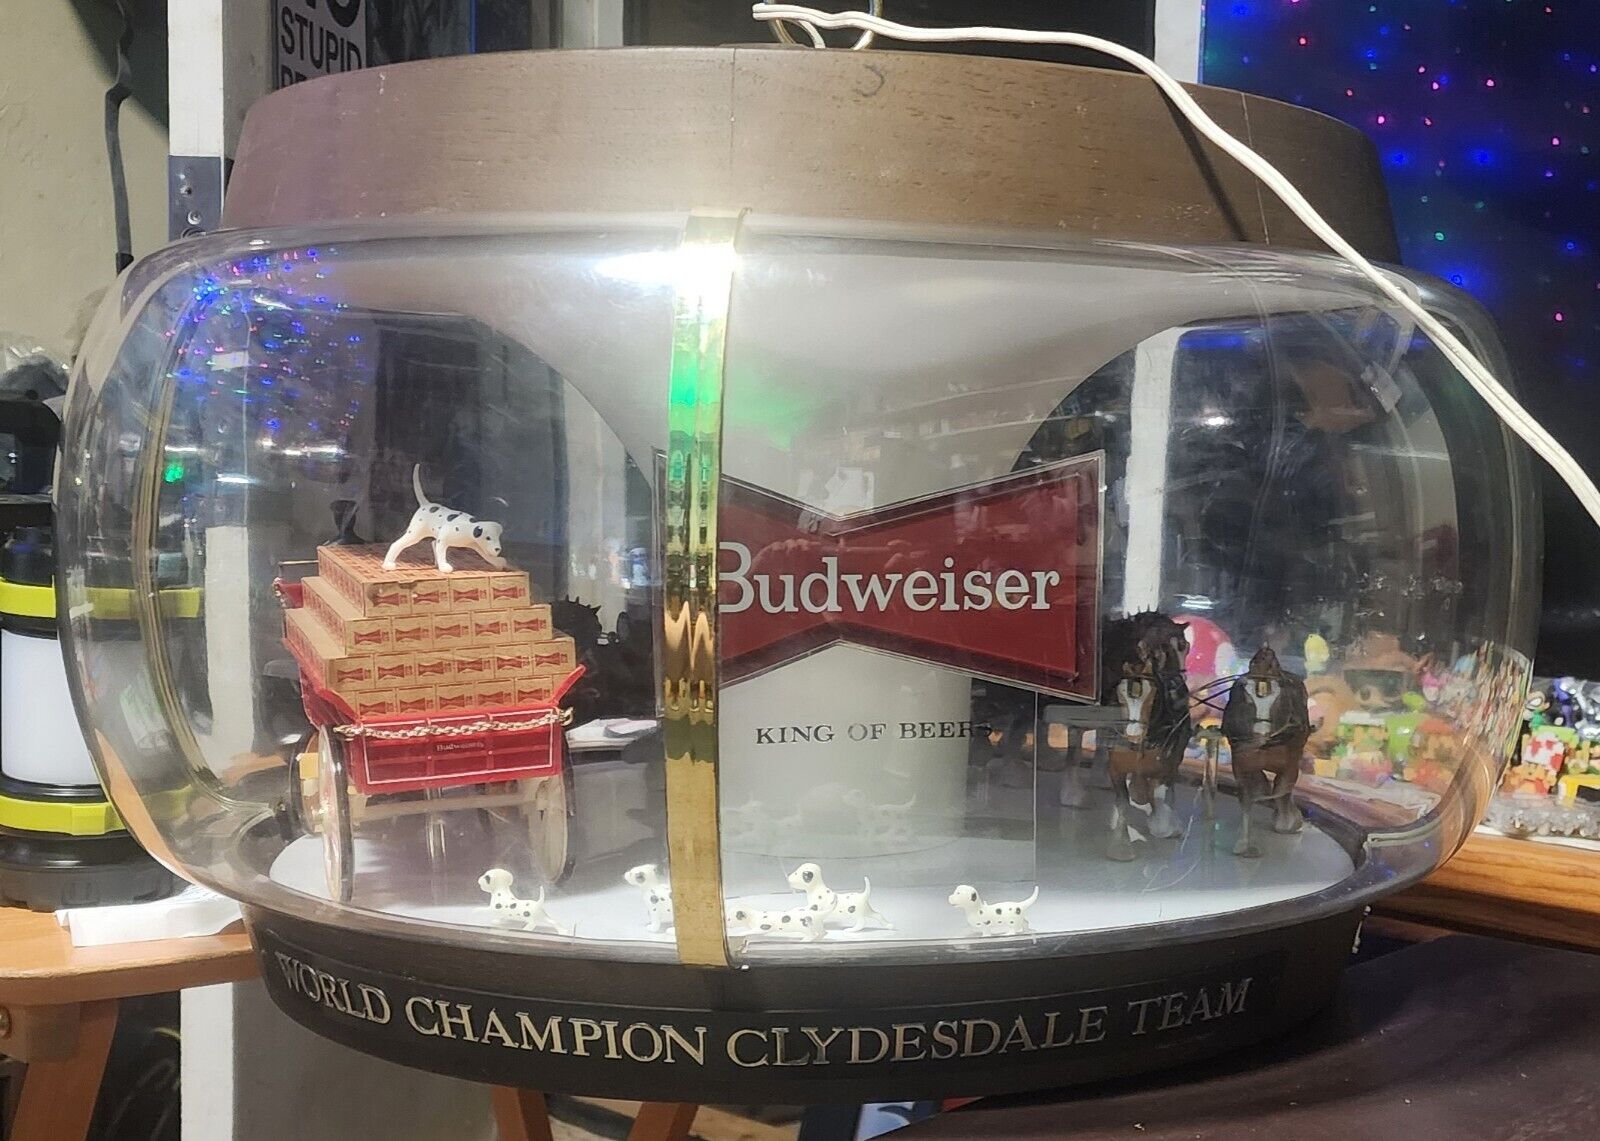 STUPID
Budweiser
KING OF BEERS
Budweiser
WORLD CHAMPION CLYDESDALE TEAM